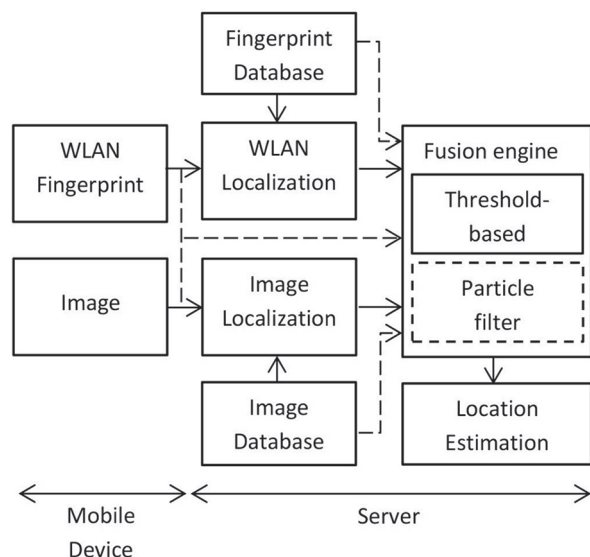 Fingerprint
Database
WLAN
Fingerprint
WLAN
Localization
Fusion engine
Threshold-
based
Image
Image
Localization
Particle
filter
Image
Database
Location
Estimation
Mobile
Device
Server